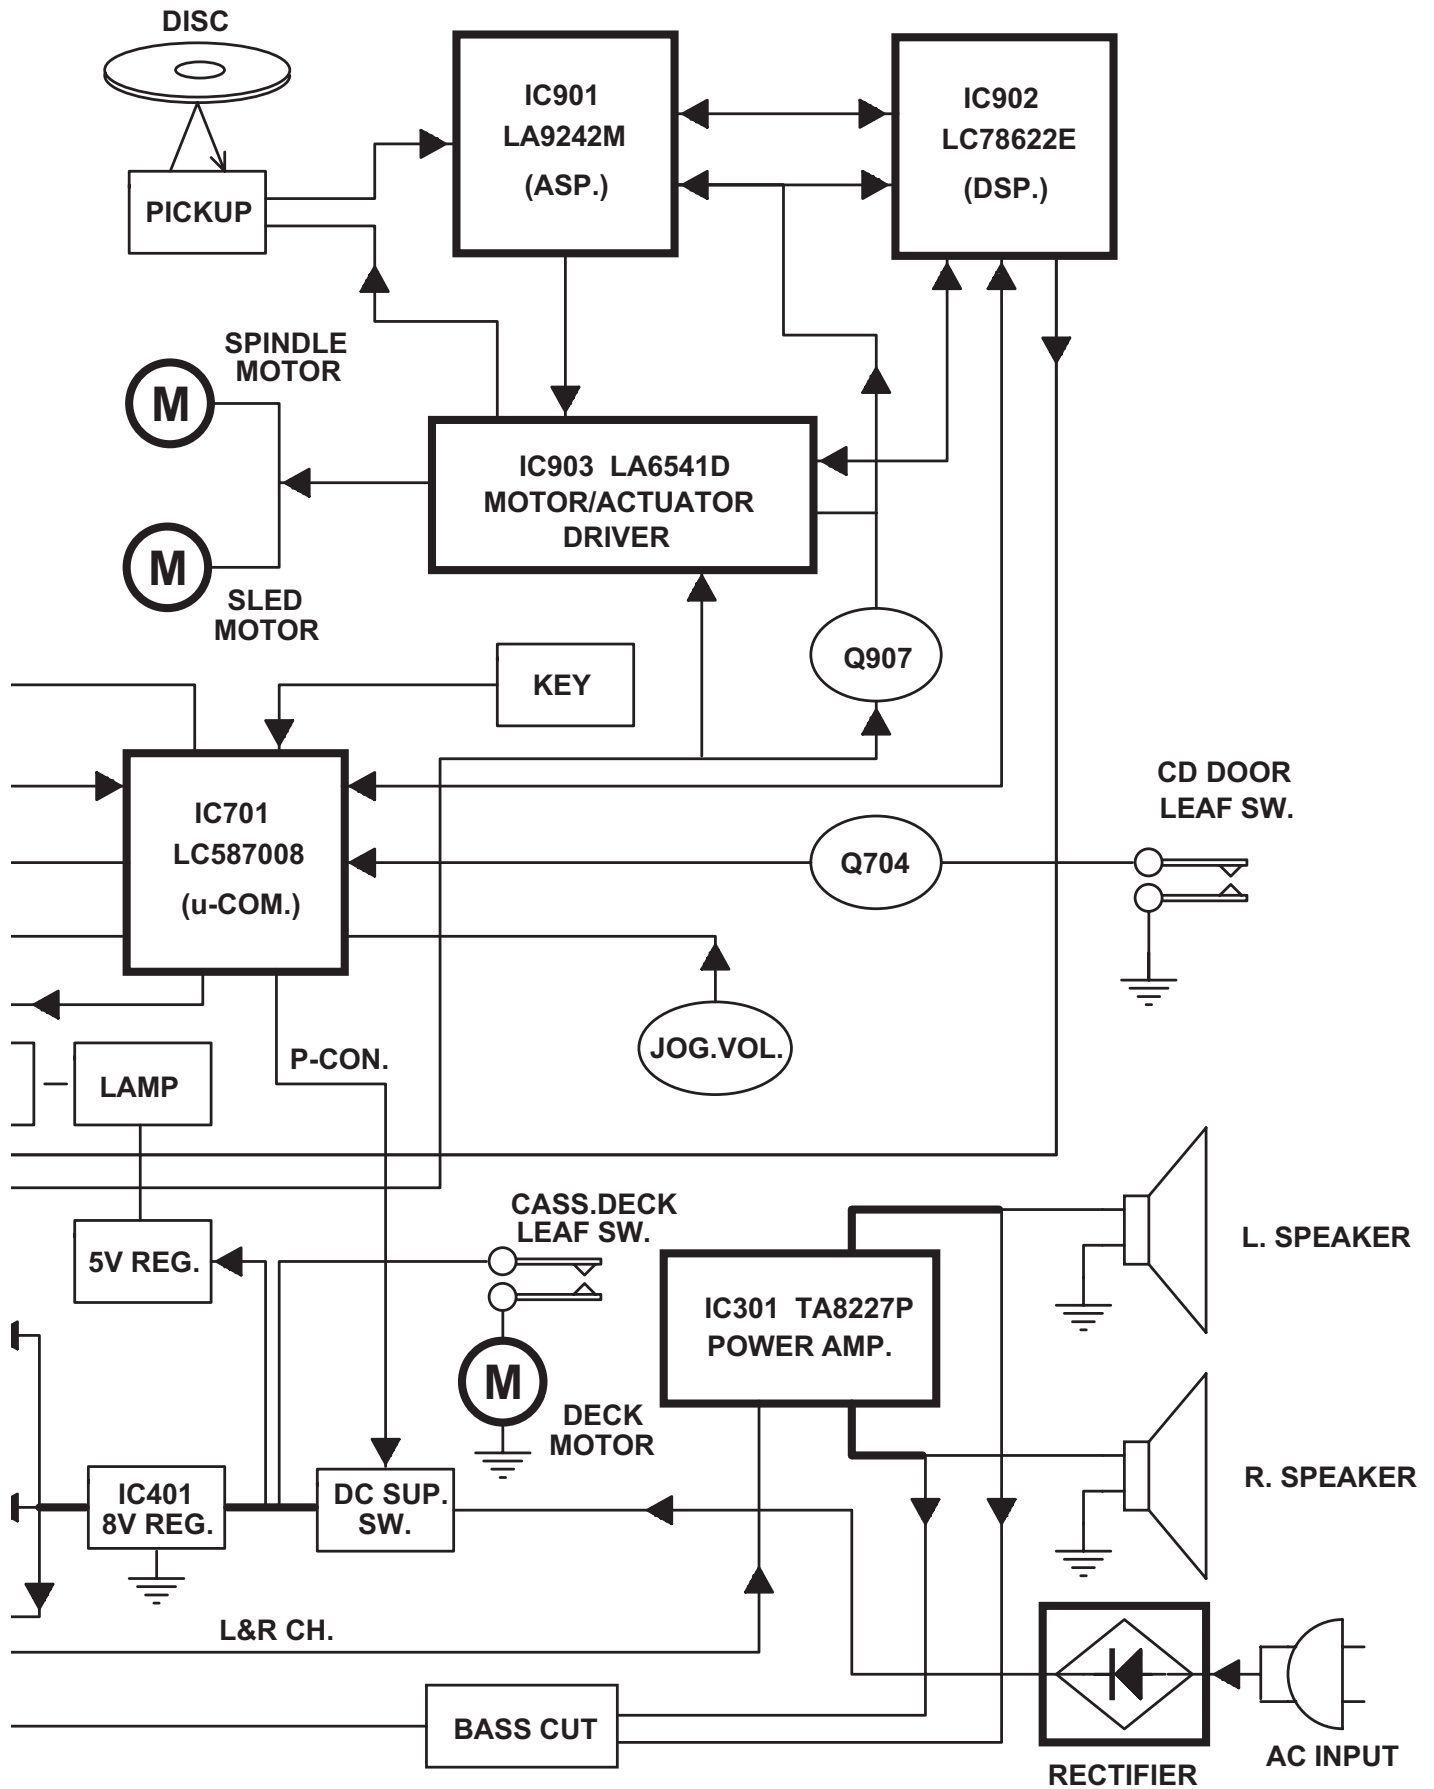 DISC
IC901
LA9242M
(ASP.)
IC902
LC78622E
(DSP.)
PICKUP
SPINDLE
MOTOR
M
IC903 LA6541D
MOTOR/ACTUATOR
DRIVER
M
SLED
MOTOR
Q907
KEY
CD DOOR
LEAF SW.
IC701
LC587008
(u-COM.)
Q704
JOG.VOL.
P-CON.
LAMP
CASS.DECK
LEAF SW.
L. SPEAKER
5V REG.
IC301 TA8227P
POWER AMP.
M
DECK
MOTOR
R. SPEAKER
IC401
8V REG.
DC SUP.
SW.
L&R CH.
BASS CUT
AC INPUT
RECTIFIER